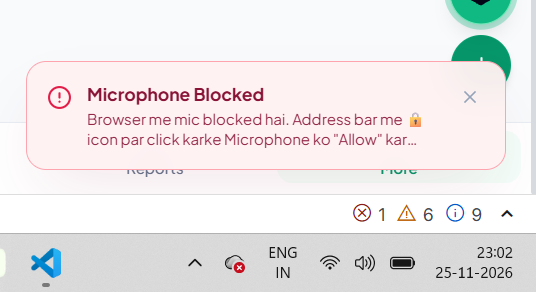 Microphone Blocked
Browser me mic blocked hai. Address bar me 🔒
icon par click karke Microphone ko "Allow" kar...
Reports
More
1 6 9
ENG
IN
23:02
25-11-2026